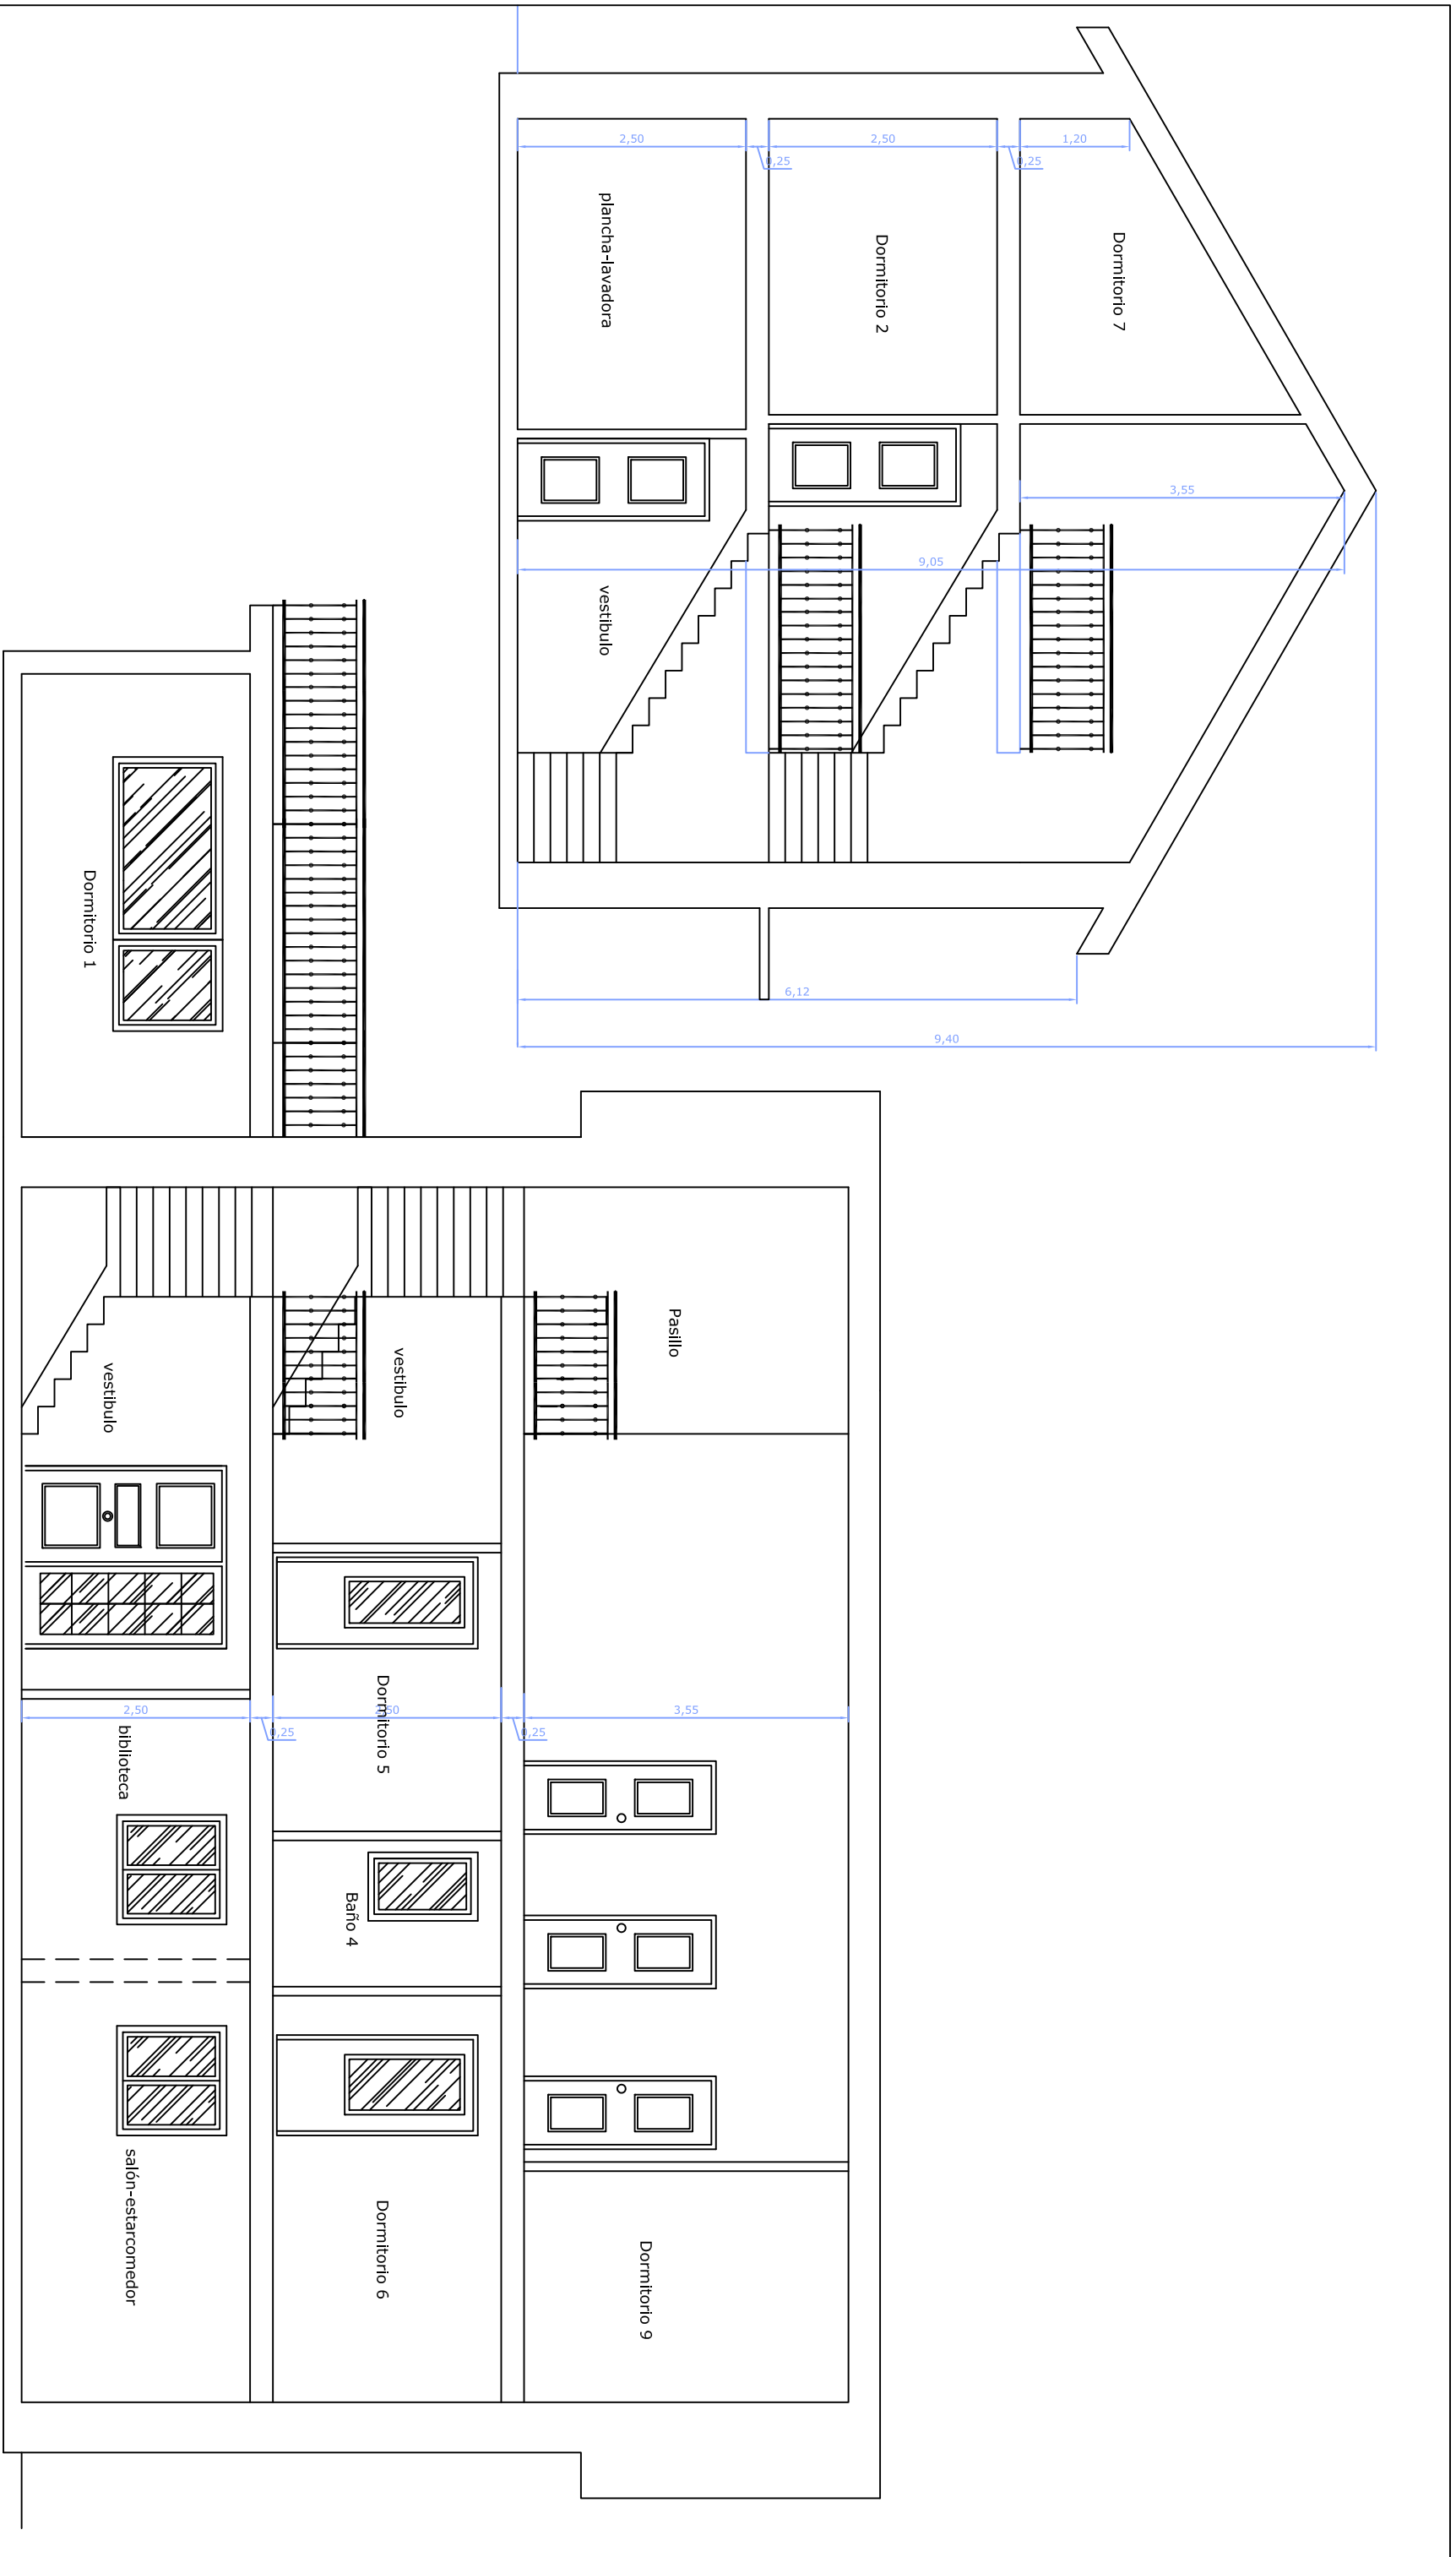 2,50
0,25
2,50
0,25
1,20
plancha-lavadora
Dormitorio 2
Dormitorio 7
3,55
9,05
vestibulo
6,12
9,40
Dormitorio 1
Pasillo
vestibulo
vestibulo
2,50
0,25
2,50
0,25
3,55
Dormitorio 5
biblioteca
Baño 4
salón-estarcomedor
Dormitorio 6
Dormitorio 9